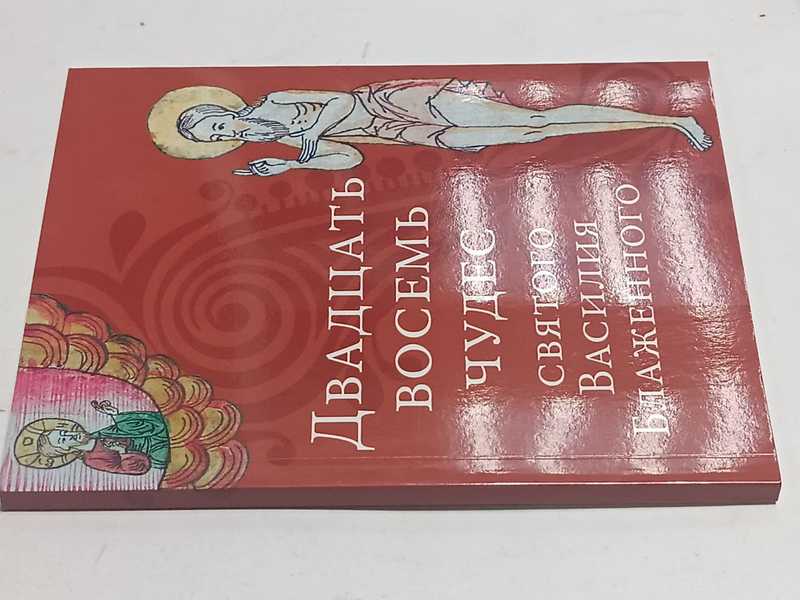 Двадцать
восемь
чудес
святого
Василия
Блаженного